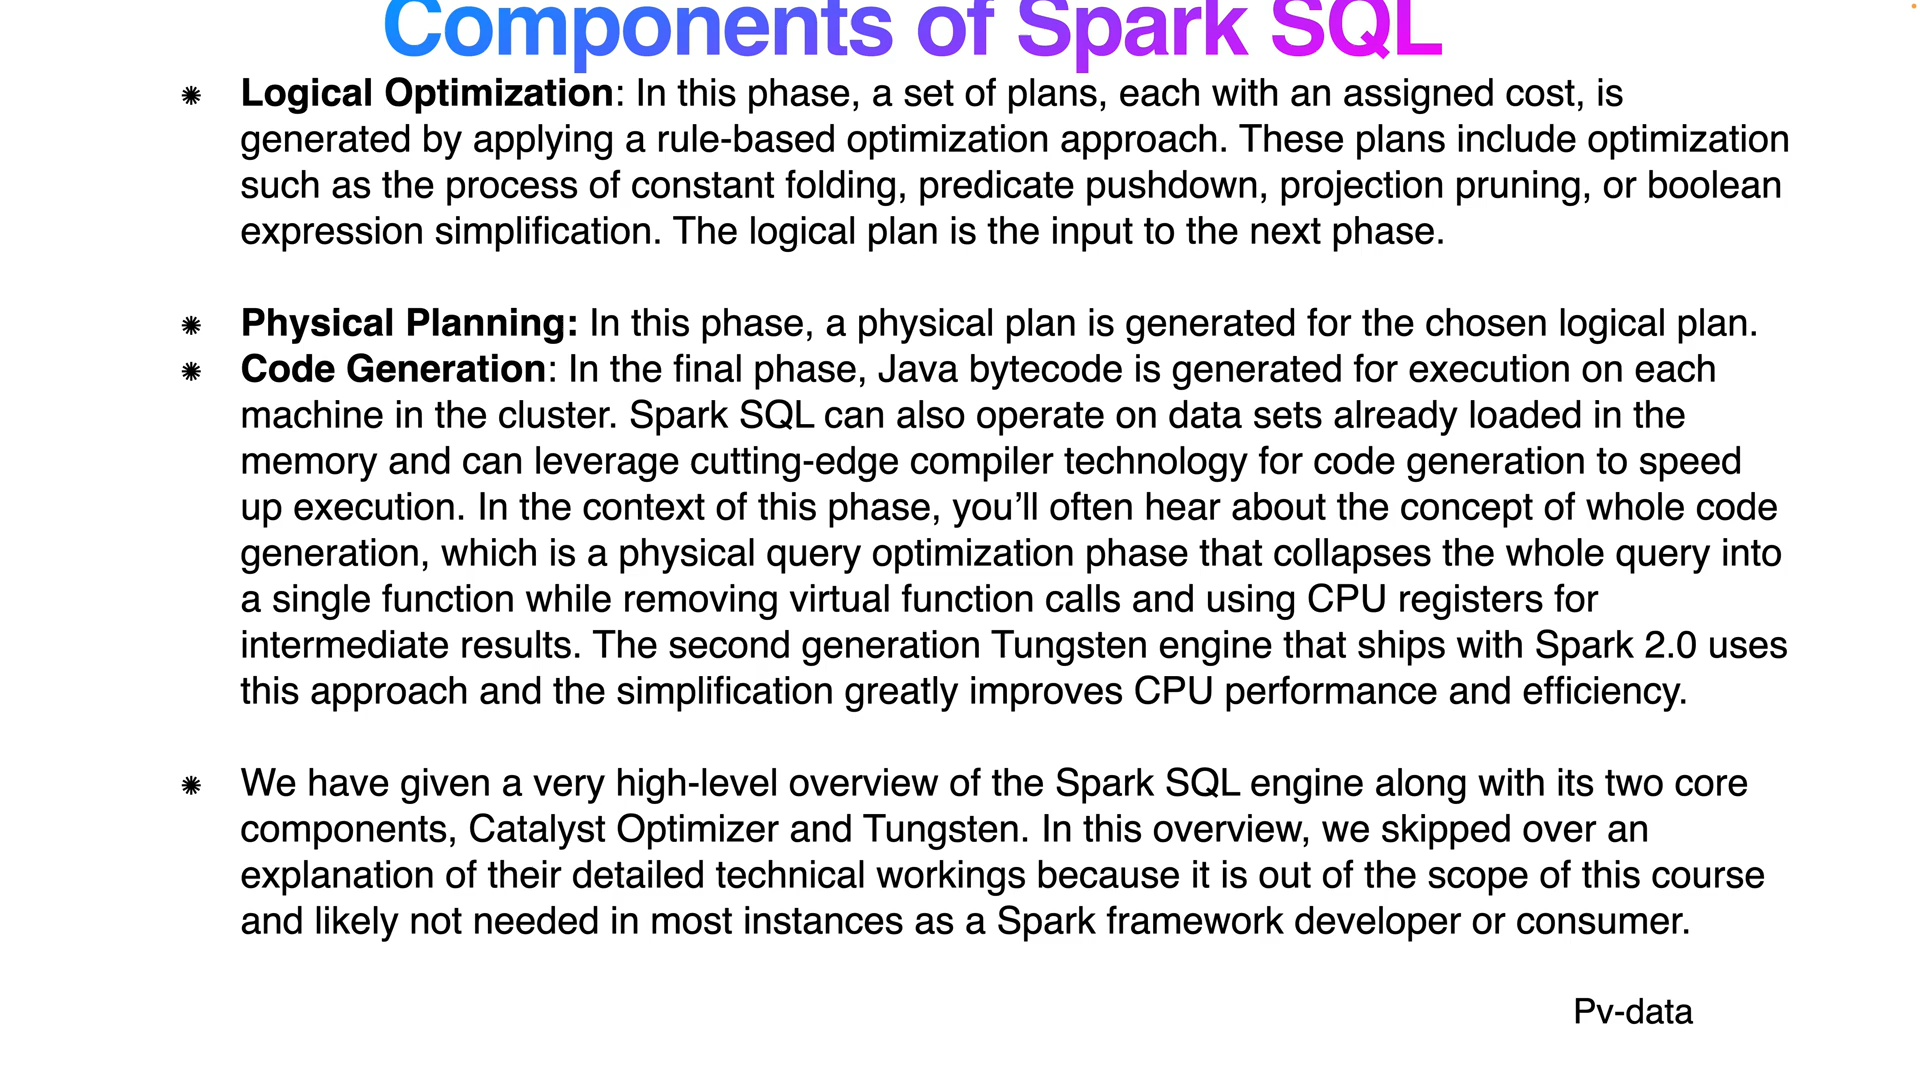 Components of Spark SQL
Logical Optimization: In this phase, a set of plans, each with an assigned cost, is
generated by applying a rule-based optimization approach. These plans include optimization
such as the process of constant folding, predicate pushdown, projection pruning, or boolean
expression simplification. The logical plan is the input to the next phase.
Physical Planning: In this phase, a physical plan is generated for the chosen logical plan.
Code Generation: In the final phase, Java bytecode is generated for execution on each
machine in the cluster. Spark SQL can also operate on data sets already loaded in the
memory and can leverage cutting-edge compiler technology for code generation to speed
up execution. In the context of this phase, you’ll often hear about the concept of whole code
generation, which is a physical query optimization phase that collapses the whole query into
a single function while removing virtual function calls and using CPU registers for
intermediate results. The second generation Tungsten engine that ships with Spark 2.0 uses
this approach and the simplification greatly improves CPU performance and efficiency.
We have given a very high-level overview of the Spark SQL engine along with its two core
components, Catalyst Optimizer and Tungsten. In this overview, we skipped over an
explanation of their detailed technical workings because it is out of the scope of this course
and likely not needed in most instances as a Spark framework developer or consumer.
Pv-data